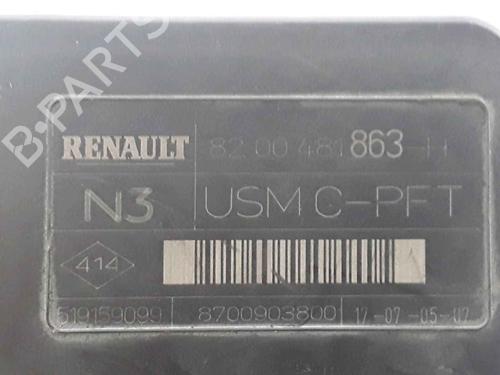 B-PARTS
RENAULT 82 00 481 863-H
N3 USM C-PFT
414
519159099 8700903800 17-07-05-07